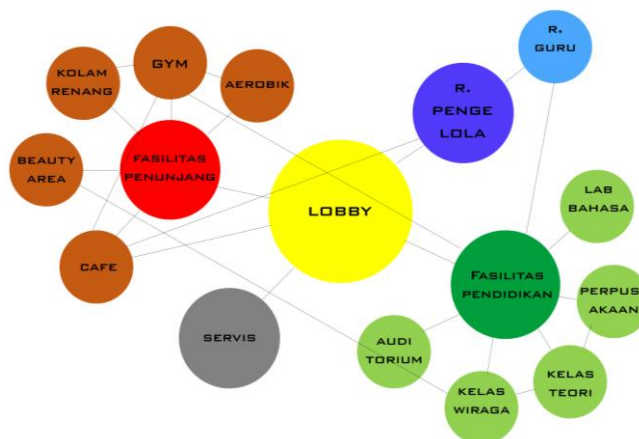 R.
GURU
GYM
KOLAM
RENANG
AEROBIK
R.
PENGE
LOLA
BEAUTY
AREA
FASILITAS
PENUNJANG
LOBBY
LAB
BAHASA
CAFE
FASILITAS
PENDIDIKAN
PERPUS
AKAAN
SERVIS
AUDI
TORIUM
KELAS
TEORI
KELAS
WIRAGA